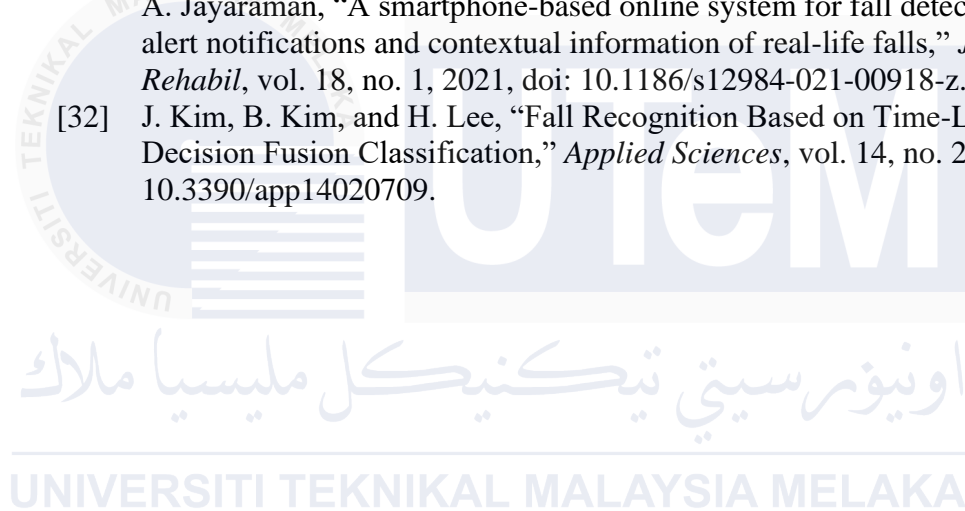 A. Jayaraman, “A smartphone-based online system for fall detec
alert notifications and contextual information of real-life falls,” J
Rehabil, vol. 18, no. 1, 2021, doi: 10.1186/s12984-021-00918-z.
[32] J. Kim, B. Kim, and H. Lee, “Fall Recognition Based on Time-L
Decision Fusion Classification,” Applied Sciences, vol. 14, no. 2
10.3390/app14020709.
UNIVERSITI TEKNIKAL MA
UTeM
اونيۏرسيتي تيكنيكل مليسيا ملاك
UNIVERSITI TEKNIKAL MALAYSIA MELAKA